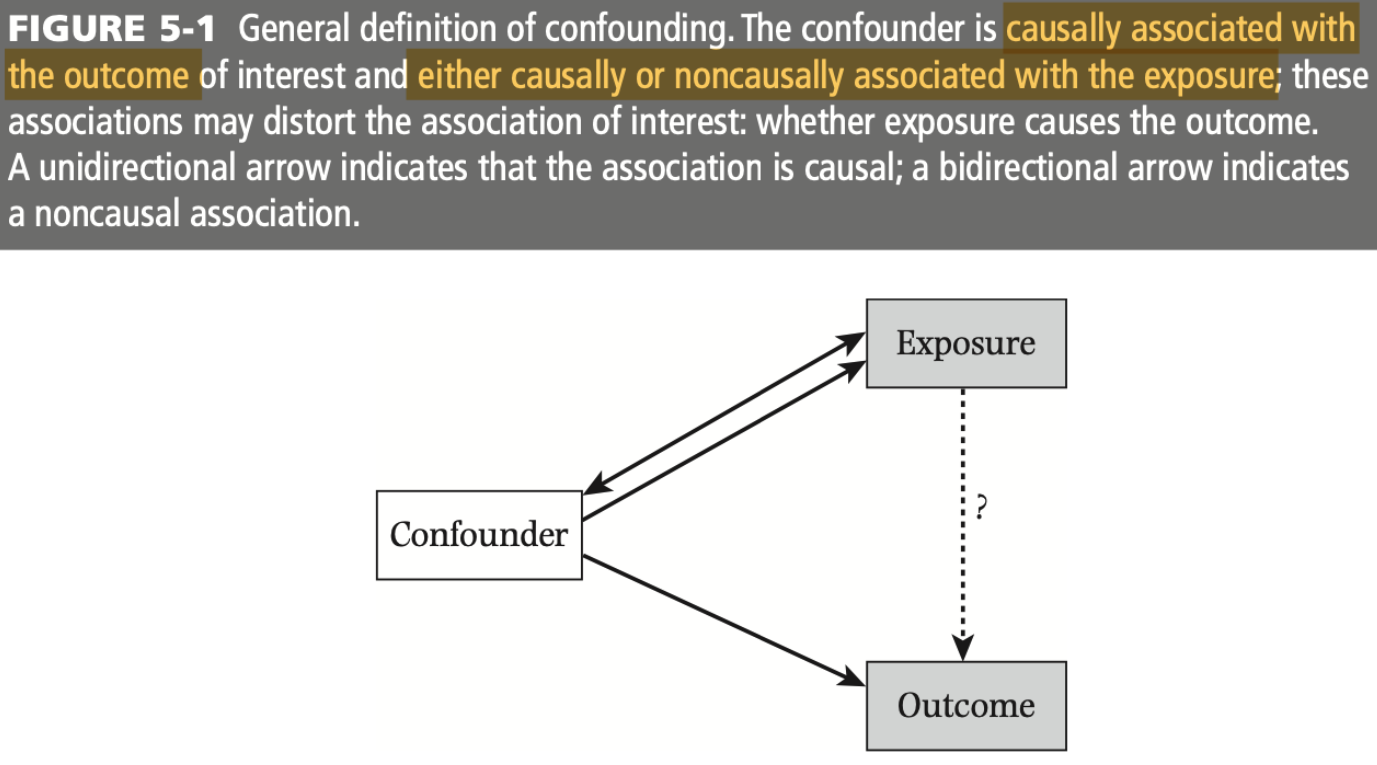 FIGURE 5-1 General definition of confounding. The confounder is causally associated with
the outcome of interest and either causally or noncausally associated with the exposure; these
associations may distort the association of interest: whether exposure causes the outcome.
A unidirectional arrow indicates that the association is causal; a bidirectional arrow indicates
a noncausal association.
Exposure
?
Confounder
Outcome